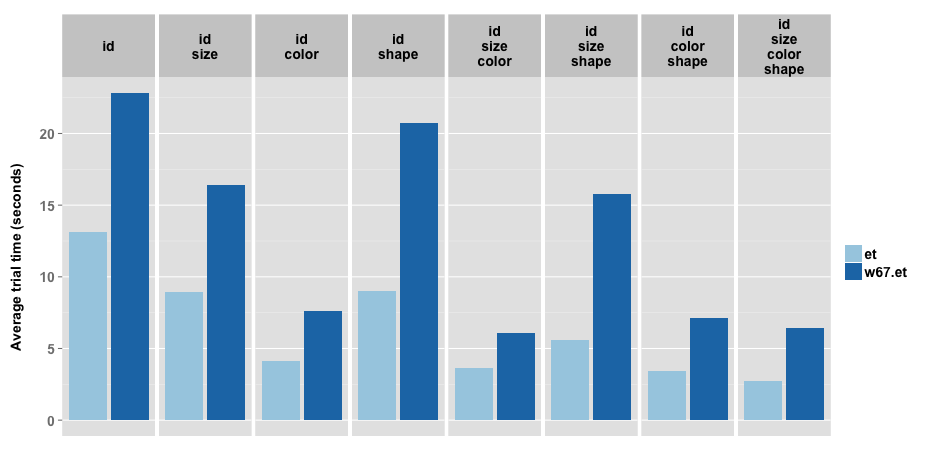 id
id
size
id
color
id
shape
id
size
color
id
size
shape
id
color
shape
id
size
color
shape
Average trial time (seconds)
20
15
10
5
0
et
w67.et